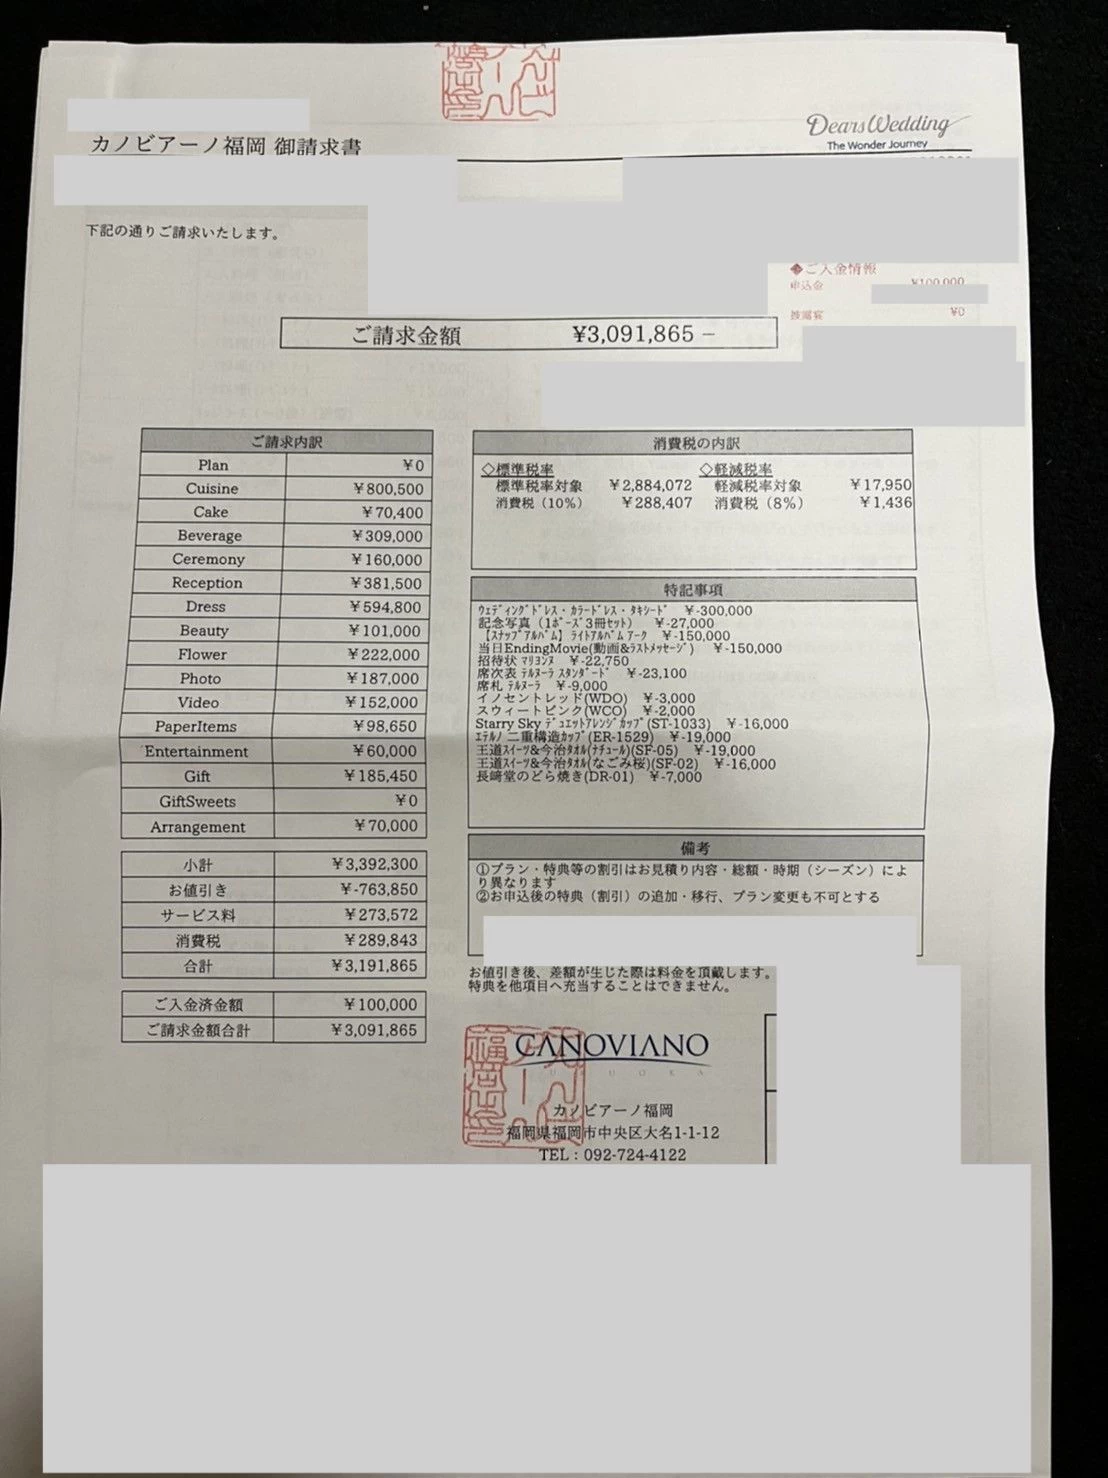 カノビアーノ福岡 御請求書
Dears Wedding
The Wonder Journey
下記の通りご請求いたします。
◆ご入金情報
申込金 ¥100,000
披露宴 ¥0
ご請求金額 ¥3,091,865－
ご請求内訳
Plan ¥0
Cuisine ¥800,500
Cake ¥70,400
Beverage ¥309,000
Ceremony ¥160,000
Reception ¥381,500
Dress ¥594,800
Beauty ¥101,000
Flower ¥222,000
Photo ¥187,000
Video ¥152,000
PaperItems ¥98,650
Entertainment ¥60,000
Gift ¥185,450
GiftSweets ¥0
Arrangement ¥70,000
小計 ¥3,392,300
お値引き ¥-763,850
サービス料 ¥273,572
消費税 ¥289,843
合計 ¥3,191,865
ご入金済金額 ¥100,000
ご請求金額合計 ¥3,091,865
消費税の内訳
◇標準税率 ◇軽減税率
標準税率対象 ¥2,884,072 軽減税率対象 ¥17,950
消費税（10%） ¥288,407 消費税（8%） ¥1,436
特記事項
ｳｪﾃﾞｨﾝｸﾞﾄﾞﾚｽ・ｶﾗｰﾄﾞﾚｽ・ﾀｷｼｰﾄﾞ ¥-300,000
記念写真（1ﾎﾟｰｽﾞ3冊セット） ¥-27,000
【ｽﾅｯﾌﾟｱﾙﾊﾞﾑ】ﾗｲﾄｱﾙﾊﾞﾑ ｱｰｸ ¥-150,000
当日EndingMovie(動画&ﾗｽﾄﾒｯｾｰｼﾞ) ¥-150,000
招待状 ﾏﾘﾖﾝﾇ ¥-22,750
席次表 ﾃﾙﾇｰﾗ ｽﾀﾝﾀﾞｰﾄﾞ ¥-23,100
席札 ﾃﾙﾇｰﾗ ¥-9,000
イノセントレッド(WDO) ¥-3,000
スウィートピンク(WCO) ¥-2,000
Starry Sky ﾃﾞｭｴｯﾄｱﾚﾝｼﾞｶｯﾌﾟ(ST-1033) ¥-16,000
ｴﾃﾙﾉ 二重構造ｶｯﾌﾟ(ER-1529) ¥-19,000
王道ｽｲｰﾂ&今治ﾀｵﾙ(ﾅﾁｭｰﾙ)(SF-05) ¥-19,000
王道ｽｲｰﾂ&今治ﾀｵﾙ(なごみ桜)(SF-02) ¥-16,000
長﨑堂のどら焼き(DR-01) ¥-7,000
備考
①プラン・特典等の割引はお見積り内容・総額・時期（シーズン）によ
り異なります
②お申込後の特典（割引）の追加・移行、プラン変更も不可とする
お値引き後、差額が生じた際は料金を頂戴します。
特典を他項目へ充当することはできません。
CANOVIANO
FUKUOKA
カノビアーノ福岡
福岡県福岡市中央区大名1-1-12
TEL：092-724-4122